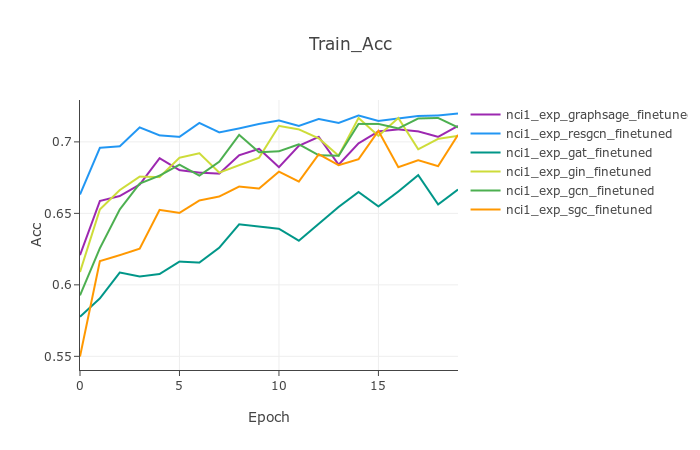 Train_Acc
nci1_exp_graphsage_finetune
nci1_exp_resgcn_finetuned
nci1_exp_gat_finetuned
nci1_exp_gin_finetuned
nci1_exp_gcn_finetuned
nci1_exp_sgc_finetuned
Acc
0.7
0.65
0.6
0.55
0
5
10
15
Epoch